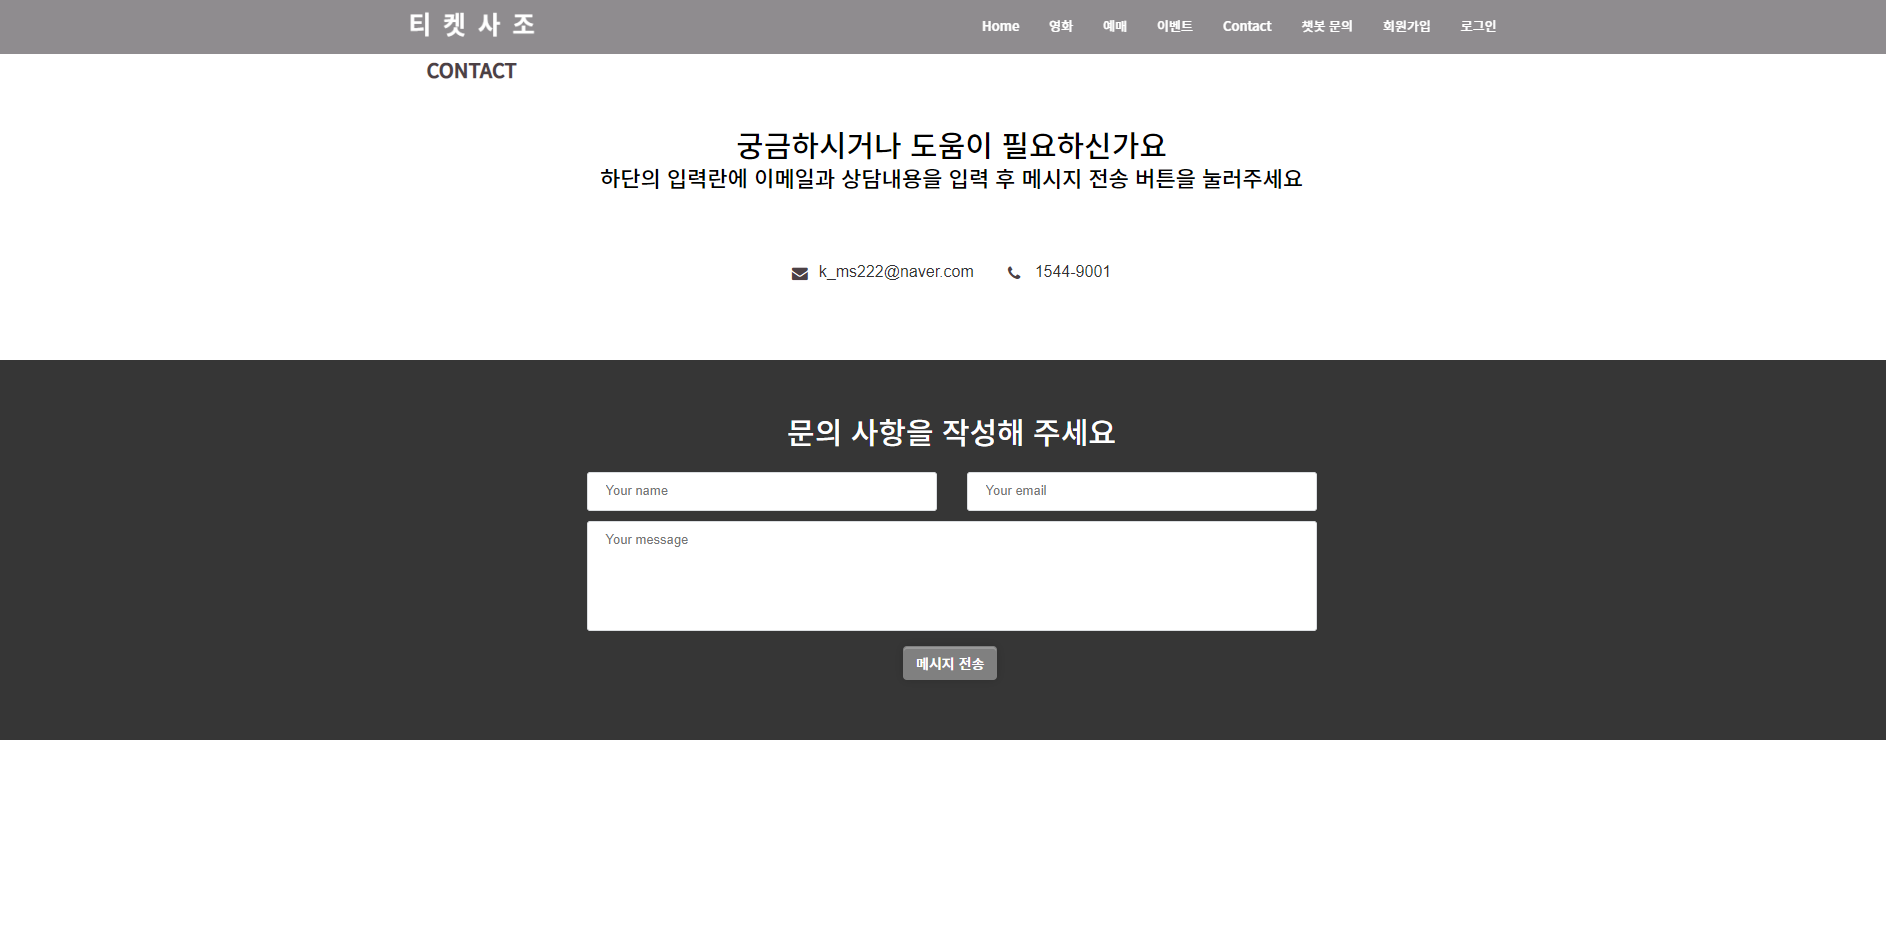 티 켓 사 조
Home 영화 예매 이벤트 Contact 챗봇 문의 회원가입 로그인
CONTACT
궁금하시거나 도움이 필요하신가요
하단의 입력란에 이메일과 상담내용을 입력 후 메시지 전송 버튼을 눌러주세요
k_ms222@naver.com 1544-9001
문의 사항을 작성해 주세요
Your name Your email
Your message
메시지 전송